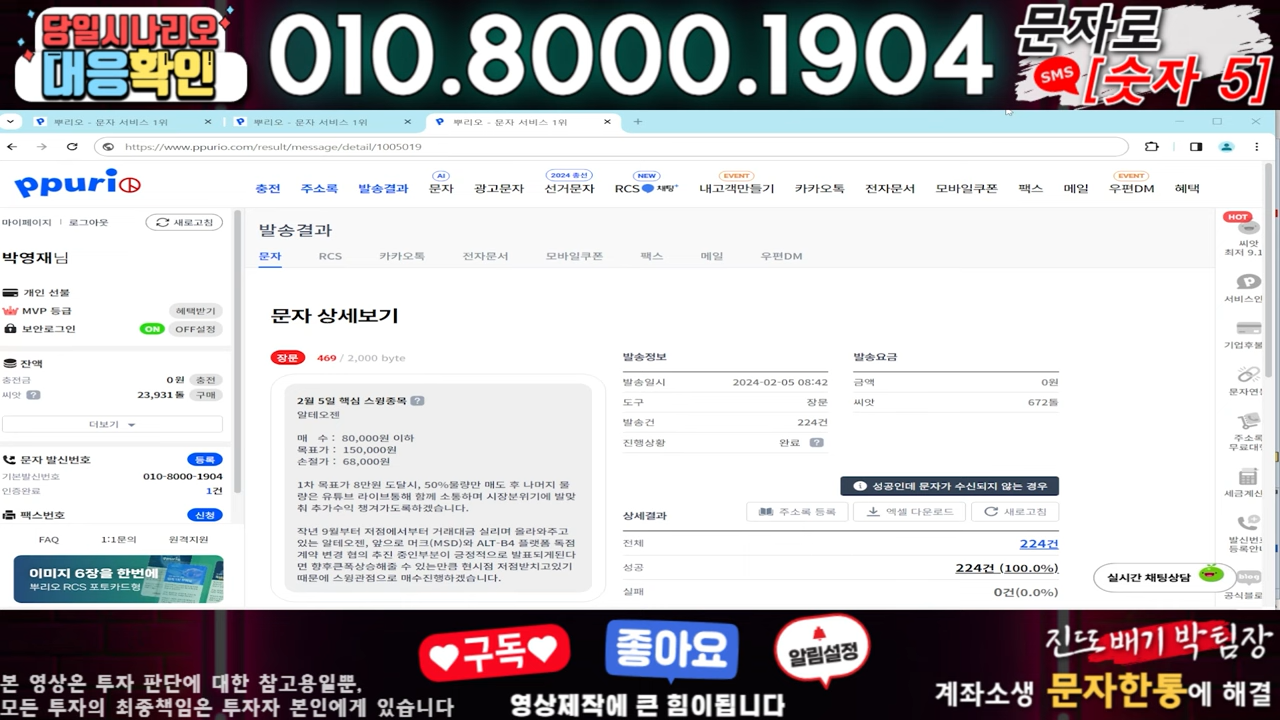 당일시나리오
대응확인
010.8000.1904
문자로
SMS
[숫자 5]
뿌리오 - 문자 서비스 1위
뿌리오 - 문자 서비스 1위
뿌리오 - 문자 서비스 1위
https://www.ppurio.com/result/message/detail/1005019
ppurio
AI
2024 총선
NEW
EVENT
EVENT
충전 주소록 발송결과 문자 광고문자 선거문자 RCS 채팅+ 내고객만들기 카카오톡 전자문서 모바일쿠폰 팩스 메일 우편DM 혜택
마이페이지 | 로그아웃 새로고침
박영재님
개인 선불
MVP 등급 혜택받기
보안로그인 ON OFF설정
잔액
충전금 0원 충전
씨앗 ? 23,931톨 구매
더보기
문자 발신번호 등록
기본발신번호 010-8000-1904
인증완료 1건
팩스번호 신청
FAQ 1:1문의 원격지원
이미지 6장을 한번에
뿌리오 RCS 포토카드형
발송결과
문자 RCS 카카오톡 전자문서 모바일쿠폰 팩스 메일 우편DM
문자 상세보기
장문 469 / 2,000 byte
2월 5일 핵심 스윙종목 ?
알테오젠
매 수 : 80,000원 이하
목표가 : 150,000원
손절가 : 68,000원
1차 목표가 8만원 도달시, 50%물량만 매도 후 나머지 물
량은 유튜브 라이브통해 함께 소통하며 시장분위기에 발맞
춰 추가수익 챙겨가도록하겠습니다.
작년 9월부터 저점에서부터 거래대금 실리며 올라와주고
있는 알테오젠, 앞으로 머크(MSD)와 ALT-B4 플랫폼 독점
계약 변경 협의 추진 중인부분이 긍정적으로 발표되게된다
면 향후큰폭상승해줄 수 있는만큼 현시점 저점받치고있기
때문에 스윙관점으로 매수진행하겠습니다.
발송정보
발송일시 2024-02-05 08:42
도구 장문
발송건 224건
진행상황 완료 ?
발송요금
금액 0원
씨앗 672톨
성공인데 문자가 수신되지 않는 경우
상세결과 주소록 등록 엑셀 다운로드 새로고침
전체 224건
성공 224건 (100.0%)
실패 0건(0.0%)
HOT
씨앗
최저 9.1
서비스인
기업후불
문자연
주소록
무료대량
세금계산
발신번호
등록안내
blog
공식블로
실시간 채팅상담
구독
좋아요
알림설정
영상제작에 큰 힘이됩니다
본 영상은 투자 판단에 대한 참고용일뿐,
모든 투자의 최종책임은 투자자 본인에게 있습니다
진또배기 박팀장
계좌소생 문자한통에 해결